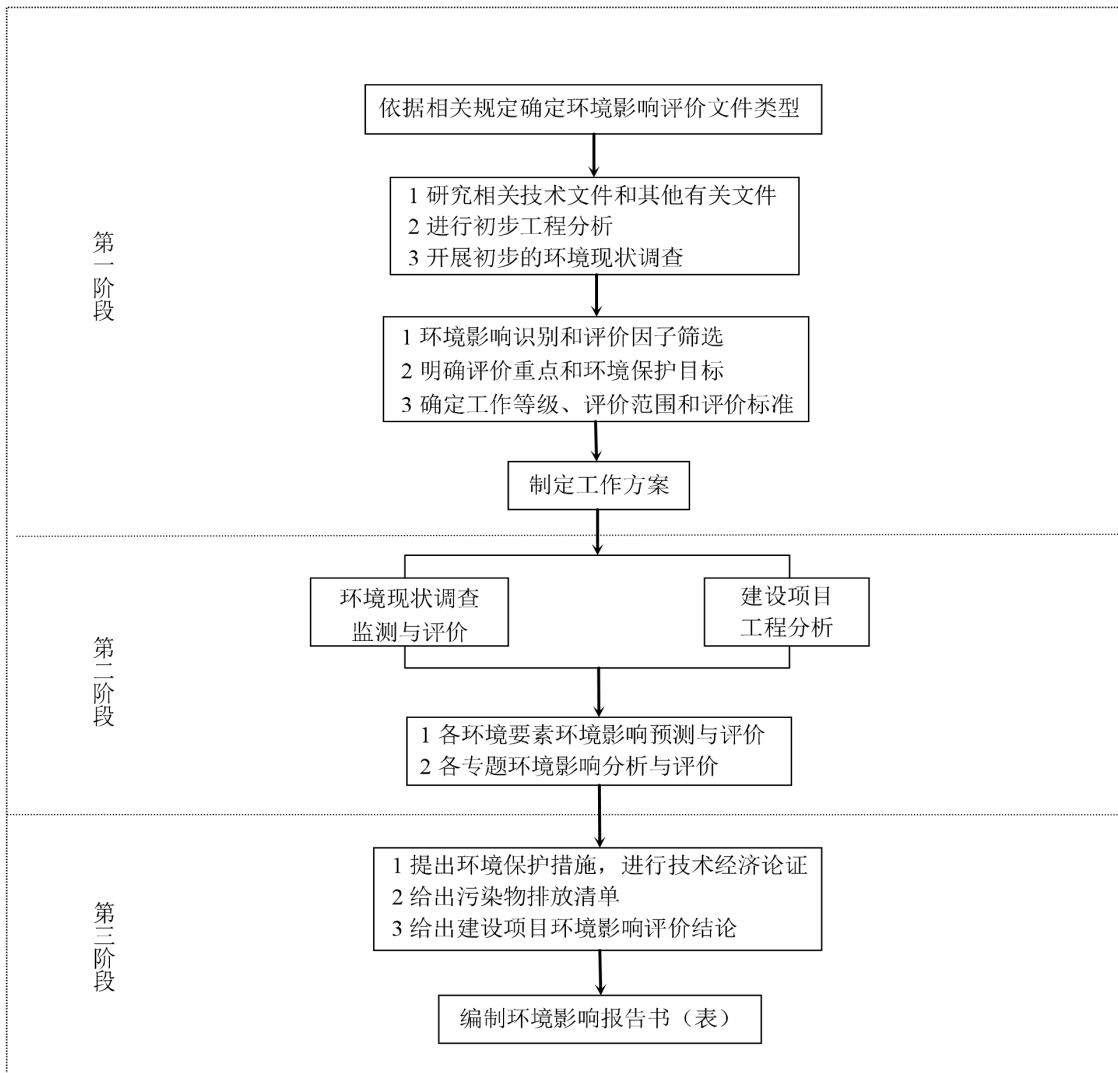 依据相关规定确定环境影响评价文件类型
1 研究相关技术文件和其他有关文件
2 进行初步工程分析
3 开展初步的环境现状调查
第一阶段
1 环境影响识别和评价因子筛选
2 明确评价重点和环境保护目标
3 确定工作等级、评价范围和评价标准
制定工作方案
环境现状调查
监测与评价
建设项目
工程分析
第二阶段
1 各环境要素环境影响预测与评价
2 各专题环境影响分析与评价
1 提出环境保护措施，进行技术经济论证
2 给出污染物排放清单
3 给出建设项目环境影响评价结论
第三阶段
编制环境影响报告书（表）